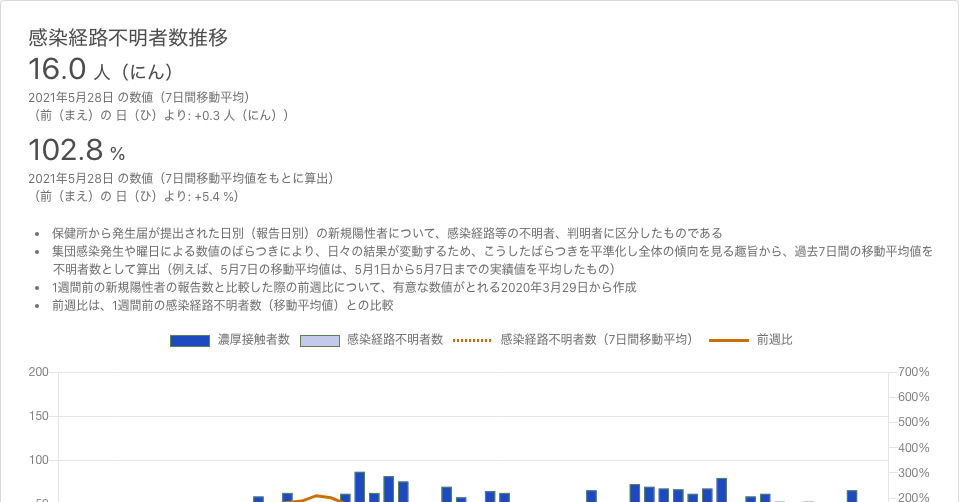 感染経路不明者数推移
16.0 人（にん）
2021年5月28日 の数値（7日間移動平均）
（前（まえ）の 日（ひ）より: +0.3 人（にん））
102.8 %
2021年5月28日 の数値（7日間移動平均値をもとに算出）
（前（まえ）の 日（ひ）より: +5.4 %）
• 保健所から発生届が提出された日別（報告日別）の新規陽性者について、感染経路等の不明者、判明者に区分したものである
• 集団感染発生や曜日による数値のばらつきにより、日々の結果が変動するため、こうしたばらつきを平準化し全体の傾向を見る趣旨から、過去7日間の移動平均値を
不明者数として算出（例えば、5月7日の移動平均値は、5月1日から5月7日までの実績値を平均したもの）
• 1週間前の新規陽性者の報告数と比較した際の前週比について、有意な数値がとれる2020年3月29日から作成
• 前週比は、1週間前の感染経路不明者数（移動平均値）との比較
濃厚接触者数 感染経路不明者数 感染経路不明者数（7日間移動平均） 前週比
200 700%
600%
150 500%
400%
100 300%
50 200%